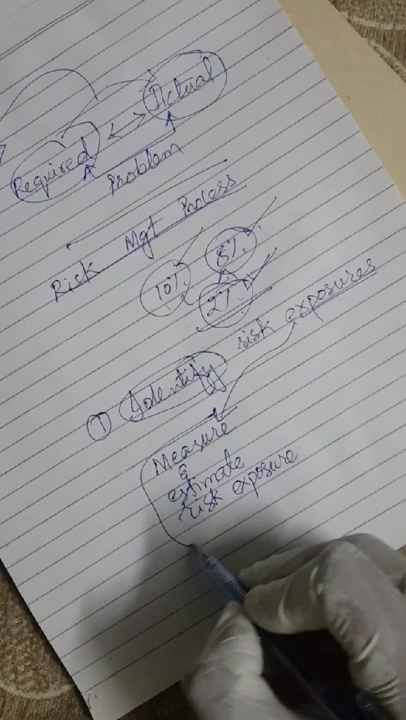 Required <-> Actual
Problem
Risk Mgt Process
10%. 8%.
2%.
① Identify risk exposures
Measure
&
estimate
risk exposure